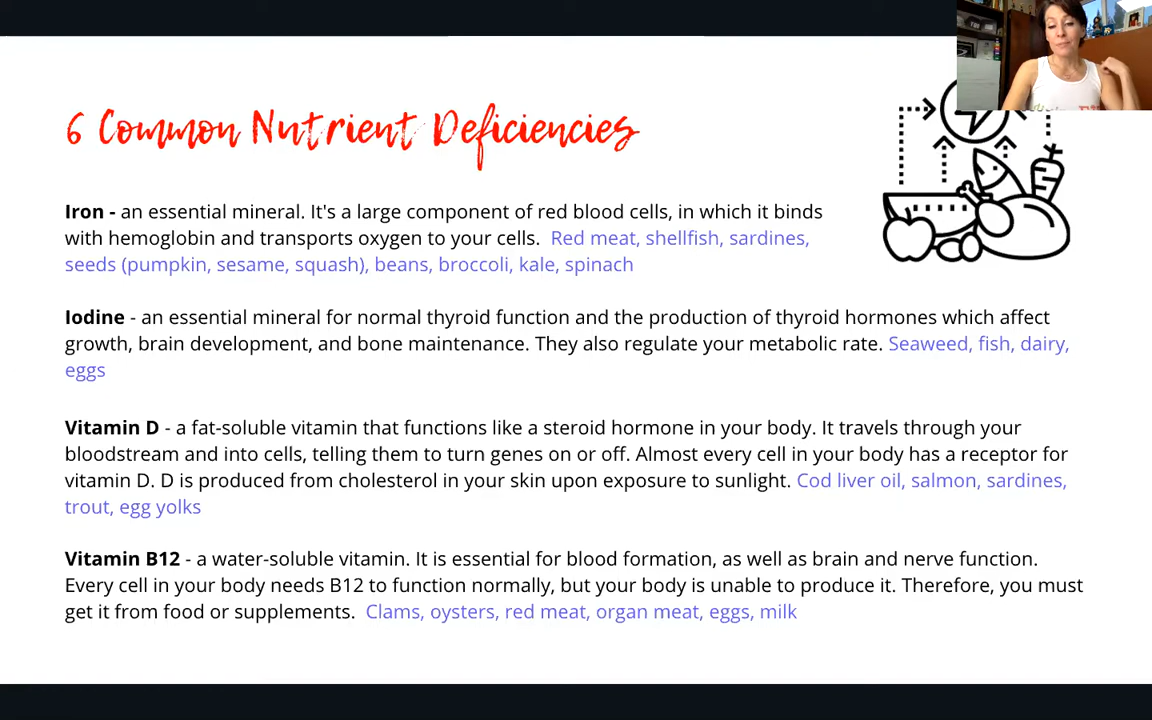 6 Common Nutrient Deficiencies
Iron - an essential mineral. It's a large component of red blood cells, in which it binds
with hemoglobin and transports oxygen to your cells.  Red meat, shellfish, sardines,
seeds (pumpkin, sesame, squash), beans, broccoli, kale, spinach
Iodine - an essential mineral for normal thyroid function and the production of thyroid hormones which affect
growth, brain development, and bone maintenance. They also regulate your metabolic rate. Seaweed, fish, dairy,
eggs
Vitamin D - a fat-soluble vitamin that functions like a steroid hormone in your body. It travels through your
bloodstream and into cells, telling them to turn genes on or off. Almost every cell in your body has a receptor for
vitamin D. D is produced from cholesterol in your skin upon exposure to sunlight. Cod liver oil, salmon, sardines,
trout, egg yolks
Vitamin B12 - a water-soluble vitamin. It is essential for blood formation, as well as brain and nerve function.
Every cell in your body needs B12 to function normally, but your body is unable to produce it. Therefore, you must
get it from food or supplements.  Clams, oysters, red meat, organ meat, eggs, milk